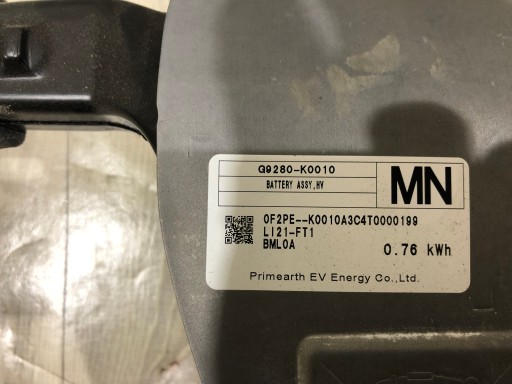 G9280-K0010
BATTERY ASSY,HV
MN
0F2PE--K0010A3C4T0000199
LI21-FT1
BML0A
0.76 kWh
Primearth EV Energy Co.,Ltd.